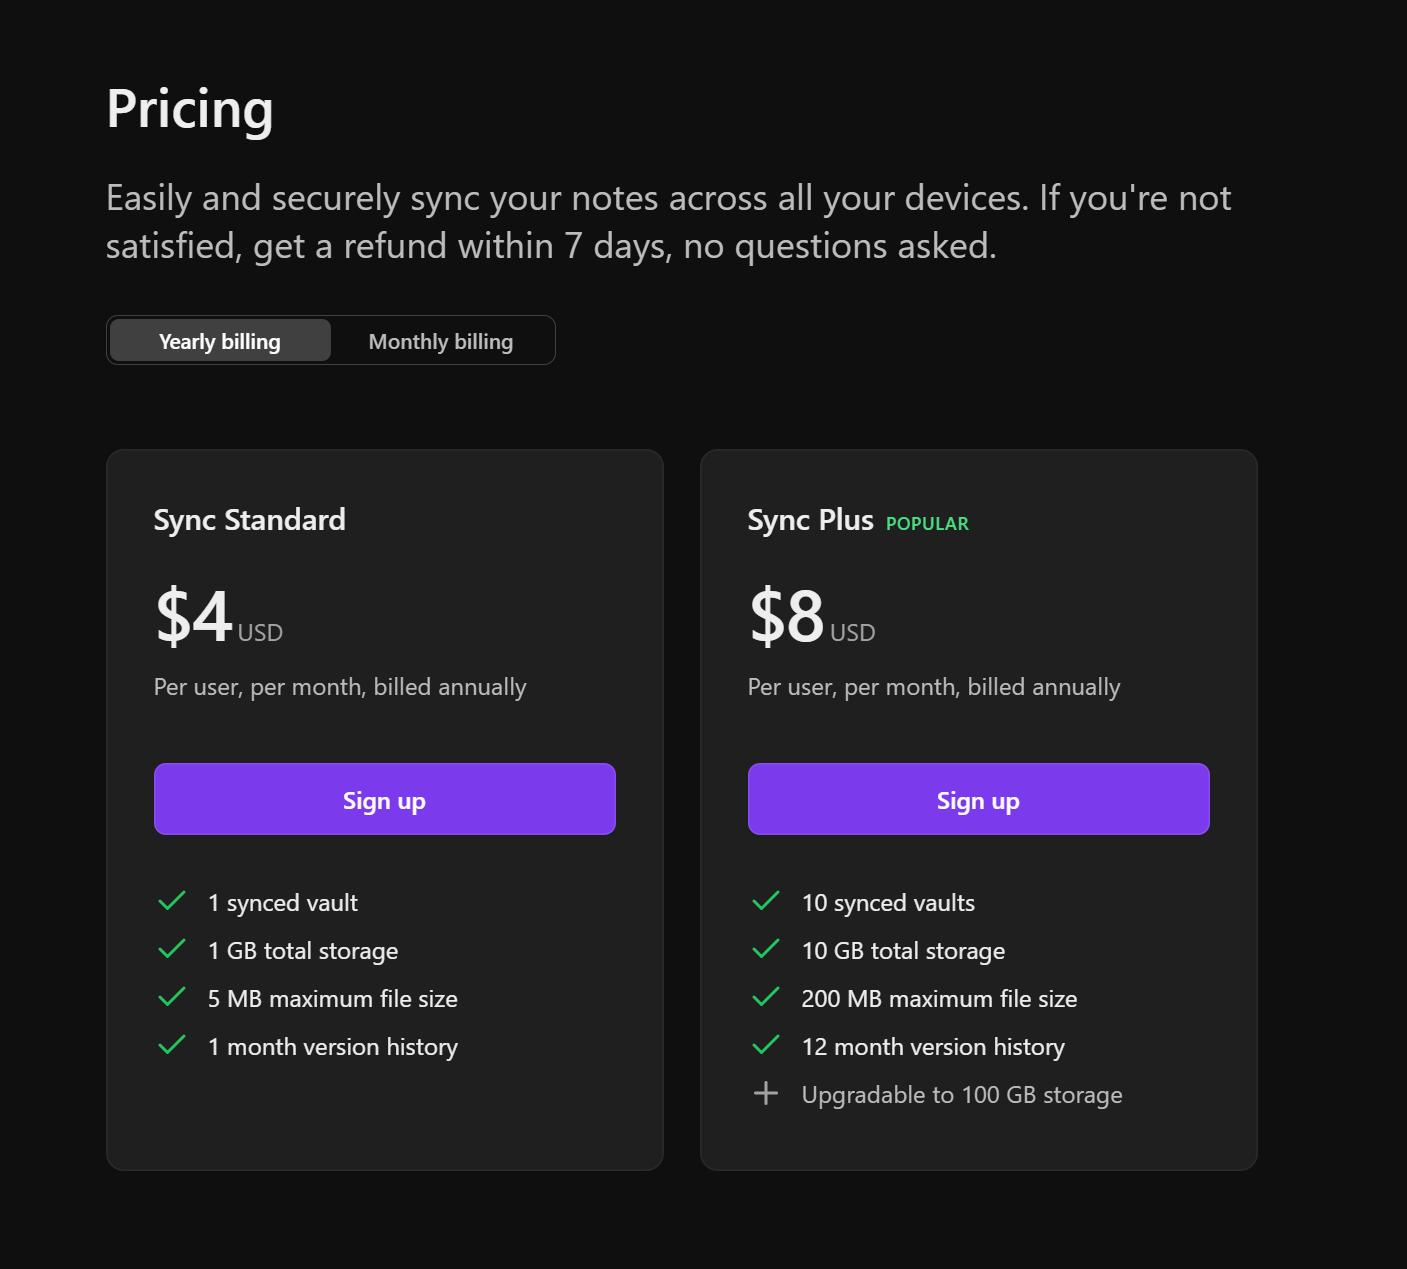 Pricing
Easily and securely sync your notes across all your devices. If you're not
satisfied, get a refund within 7 days, no questions asked.
Yearly billing
Monthly billing
Sync Standard
$4 USD
Per user, per month, billed annually
Sign up
1 synced vault
1 GB total storage
5 MB maximum file size
1 month version history
Sync Plus POPULAR
$8 USD
Per user, per month, billed annually
Sign up
10 synced vaults
10 GB total storage
200 MB maximum file size
12 month version history
Upgradable to 100 GB storage